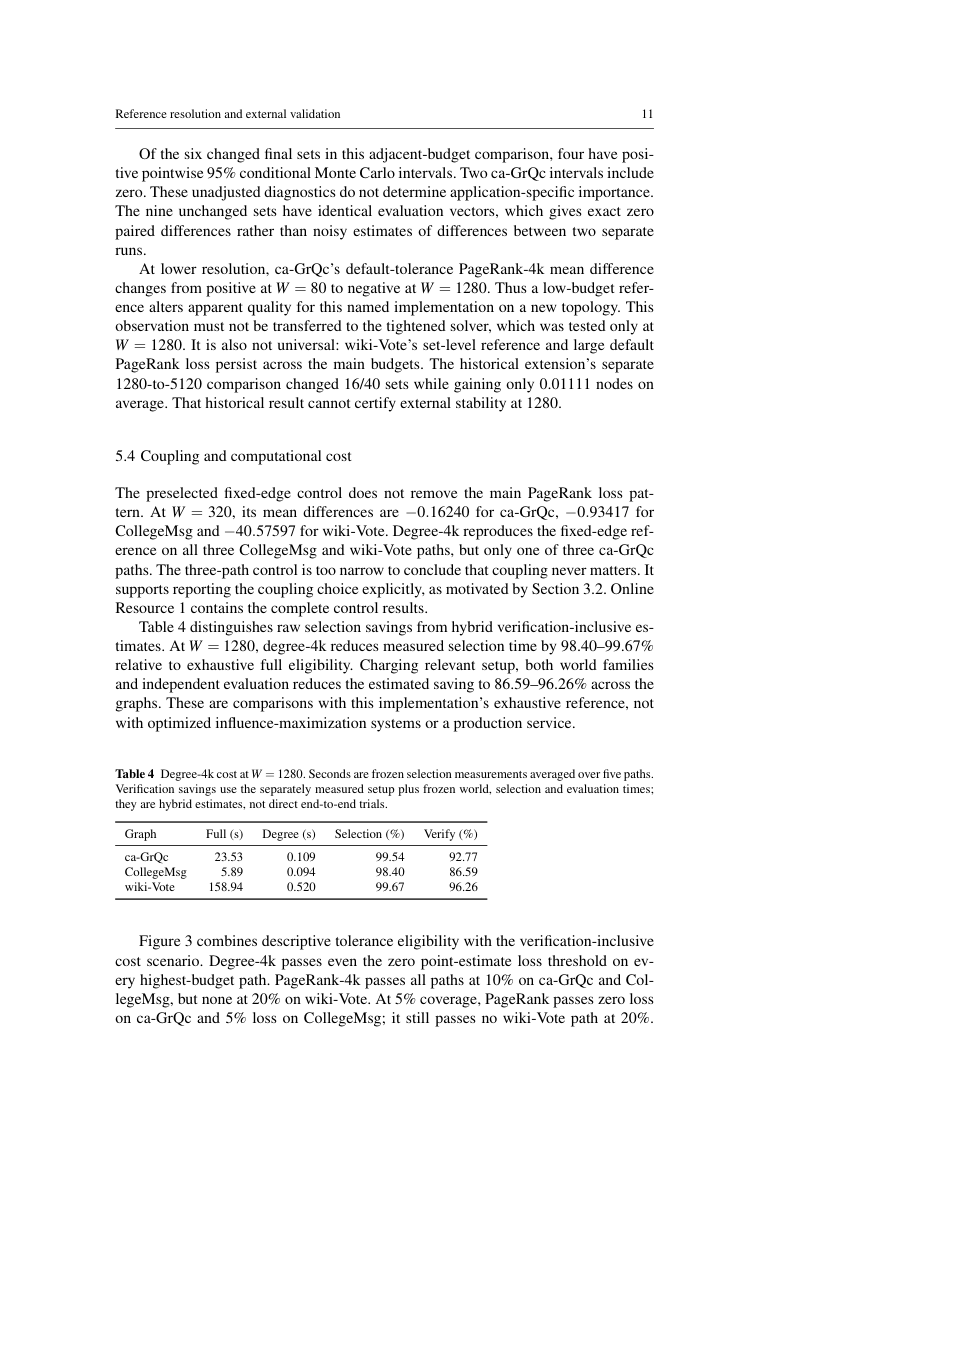 Reference resolution and external validation 11
Of the six changed final sets in this adjacent-budget comparison, four have posi-
tive pointwise 95% conditional Monte Carlo intervals. Two ca-GrQc intervals include
zero. These unadjusted diagnostics do not determine application-specific importance.
The nine unchanged sets have identical evaluation vectors, which gives exact zero
paired differences rather than noisy estimates of differences between two separate
runs.
At lower resolution, ca-GrQc's default-tolerance PageRank-4k mean difference
changes from positive at W = 80 to negative at W = 1280. Thus a low-budget refer-
ence alters apparent quality for this named implementation on a new topology. This
observation must not be transferred to the tightened solver, which was tested only at
W = 1280. It is also not universal: wiki-Vote's set-level reference and large default
PageRank loss persist across the main budgets. The historical extension's separate
1280-to-5120 comparison changed 16/40 sets while gaining only 0.01111 nodes on
average. That historical result cannot certify external stability at 1280.
5.4 Coupling and computational cost
The preselected fixed-edge control does not remove the main PageRank loss pat-
tern. At W = 320, its mean differences are −0.16240 for ca-GrQc, −0.93417 for
CollegeMsg and −40.57597 for wiki-Vote. Degree-4k reproduces the fixed-edge ref-
erence on all three CollegeMsg and wiki-Vote paths, but only one of three ca-GrQc
paths. The three-path control is too narrow to conclude that coupling never matters. It
supports reporting the coupling choice explicitly, as motivated by Section 3.2. Online
Resource 1 contains the complete control results.
Table 4 distinguishes raw selection savings from hybrid verification-inclusive es-
timates. At W = 1280, degree-4k reduces measured selection time by 98.40–99.67%
relative to exhaustive full eligibility. Charging relevant setup, both world families
and independent evaluation reduces the estimated saving to 86.59–96.26% across the
graphs. These are comparisons with this implementation's exhaustive reference, not
with optimized influence-maximization systems or a production service.
Table 4 Degree-4k cost at W = 1280. Seconds are frozen selection measurements averaged over five paths.
Verification savings use the separately measured setup plus frozen world, selection and evaluation times;
they are hybrid estimates, not direct end-to-end trials.
Graph Full (s) Degree (s) Selection (%) Verify (%)
ca-GrQc 23.53 0.109 99.54 92.77
CollegeMsg 5.89 0.094 98.40 86.59
wiki-Vote 158.94 0.520 99.67 96.26
Figure 3 combines descriptive tolerance eligibility with the verification-inclusive
cost scenario. Degree-4k passes even the zero point-estimate loss threshold on ev-
ery highest-budget path. PageRank-4k passes all paths at 10% on ca-GrQc and Col-
legeMsg, but none at 20% on wiki-Vote. At 5% coverage, PageRank passes zero loss
on ca-GrQc and 5% loss on CollegeMsg; it still passes no wiki-Vote path at 20%.